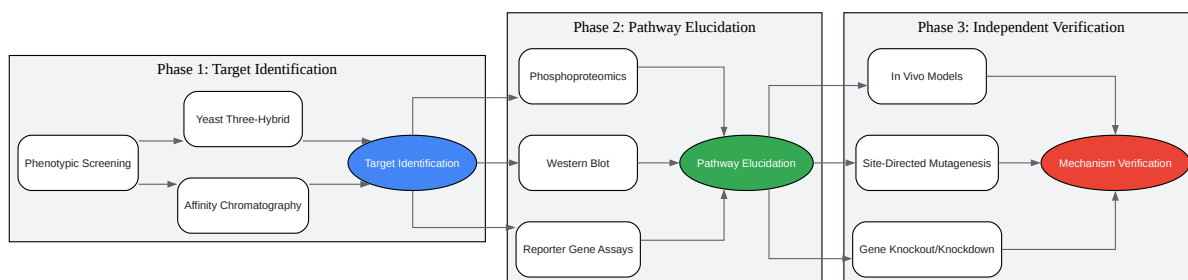 Phase 1: Target Identification
Phenotypic Screening
Yeast Three-Hybrid
Affinity Chromatography
Target Identification
Phase 2: Pathway Elucidation
Phosphoproteomics
Western Blot
Reporter Gene Assays
Pathway Elucidation
Phase 3: Independent Verification
In Vivo Models
Site-Directed Mutagenesis
Gene Knockout/Knockdown
Mechanism Verification